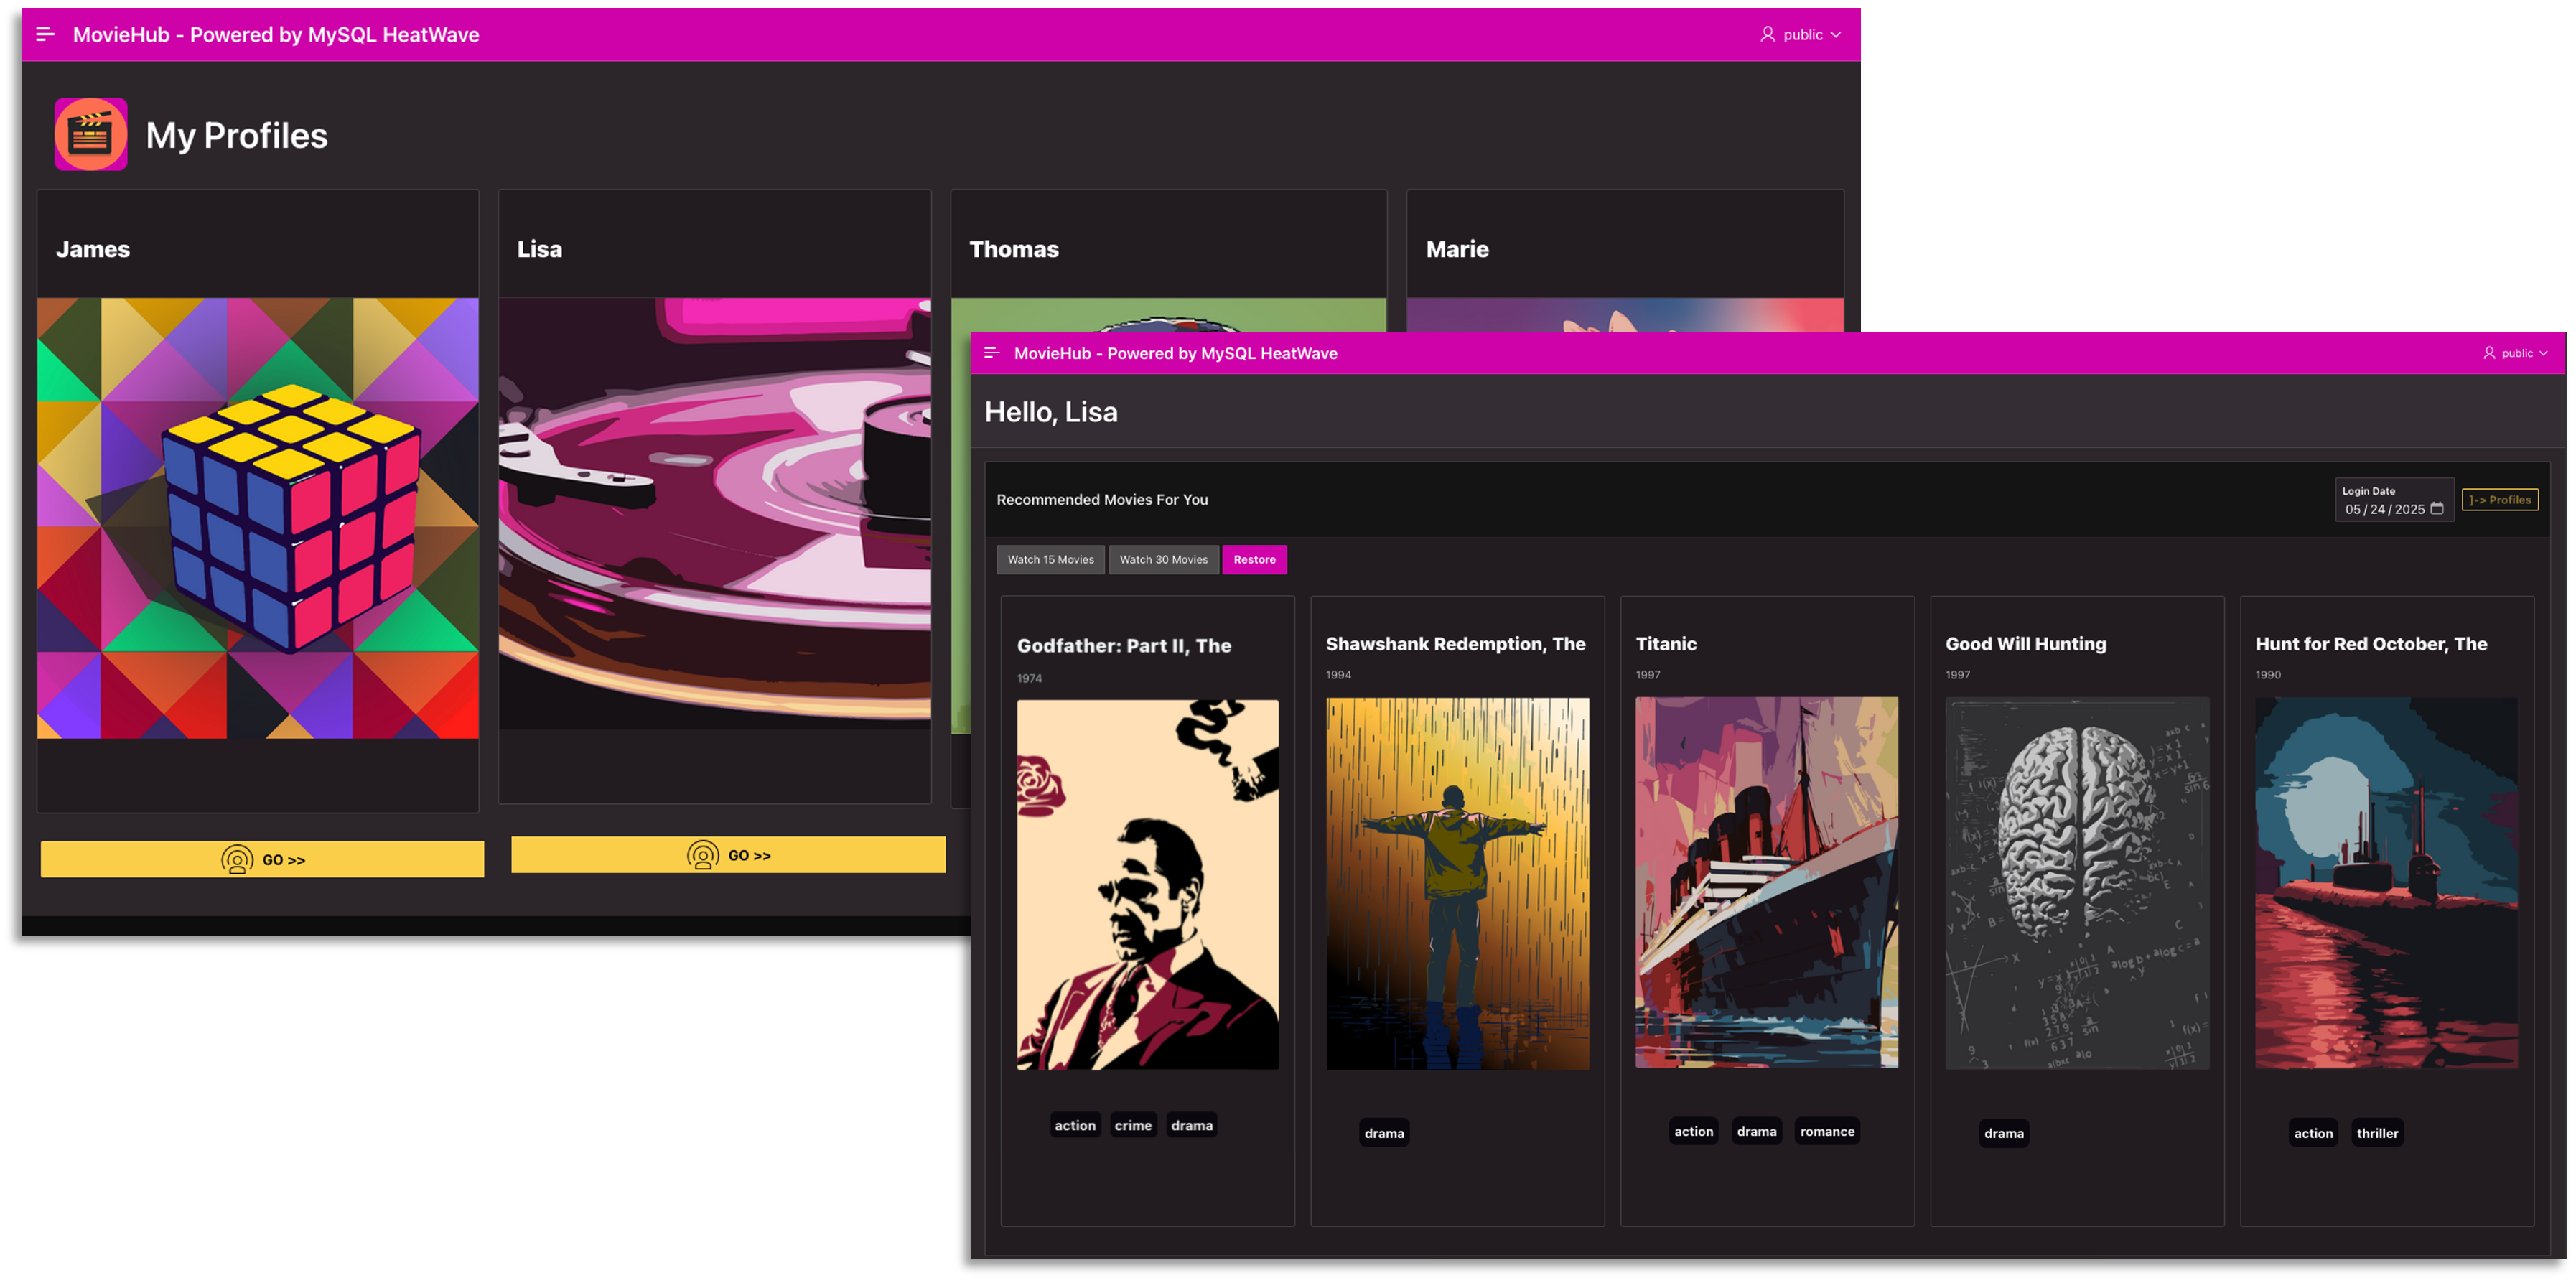 MovieHub - Powered by MySQL HeatWave
public
My Profiles
James
Lisa
Thomas
Marie
GO >>
GO >>
MovieHub - Powered by MySQL HeatWave
public
Hello, Lisa
Recommended Movies For You
Login Date
05 / 24 / 2025
]-> Profiles
Watch 15 Movies
Watch 30 Movies
Restore
Godfather: Part II, The
1974
Shawshank Redemption, The
1994
Titanic
1997
Good Will Hunting
1997
Hunt for Red October, The
1990
action crime drama
drama
action drama romance
drama
action thriller